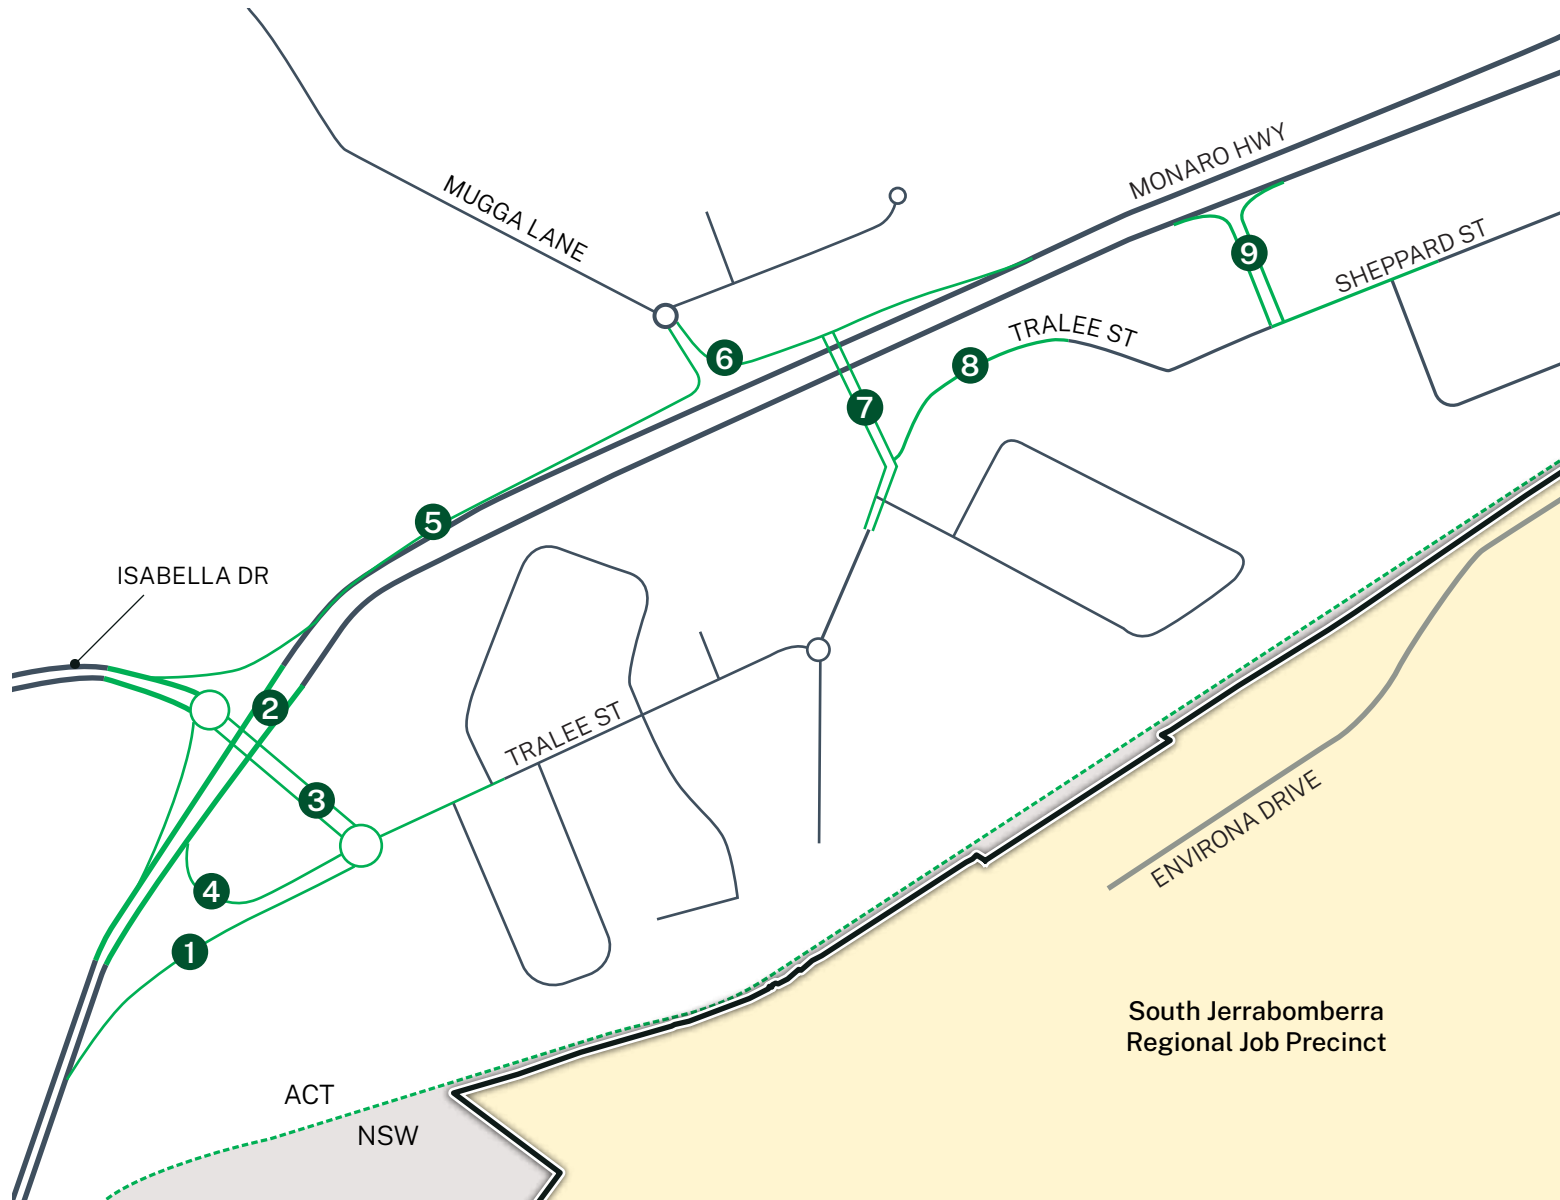 MONARO HWY
MUGGA LANE
9
SHEPPARD ST
TRALEE ST
6
8
7
5
ISABELLA DR
2
TRALEE ST
3
ENVIRONA DRIVE
4
1
South Jerrabomberra
Regional Job Precinct
ACT
NSW